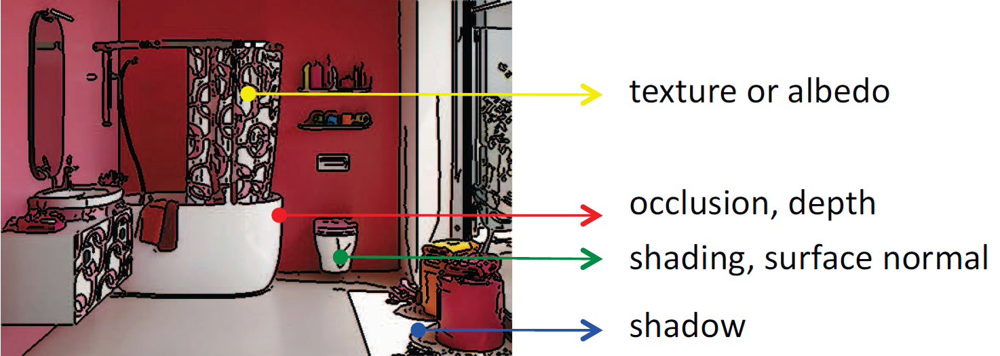 texture or albedo
occlusion, depth
shading, surface normal
shadow